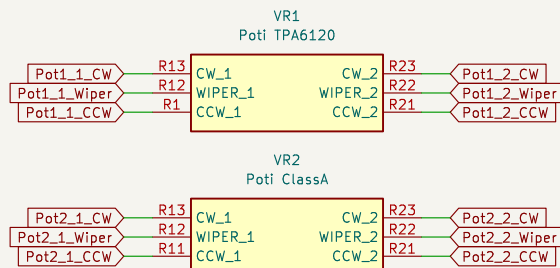 VR1
Poti TPA6120
Pot1_1_CW R13 CW_1 CW_2 R23 Pot1_2_CW
Pot1_1_Wiper R12 WIPER_1 WIPER_2 R22 Pot1_2_Wiper
Pot1_1_CCW R1 CCW_1 CCW_2 R21 Pot1_2_CCW
VR2
Poti ClassA
Pot2_1_CW R13 CW_1 CW_2 R23 Pot2_2_CW
Pot2_1_Wiper R12 WIPER_1 WIPER_2 R22 Pot2_2_Wiper
Pot2_1_CCW R11 CCW_1 CCW_2 R21 Pot2_2_CCW